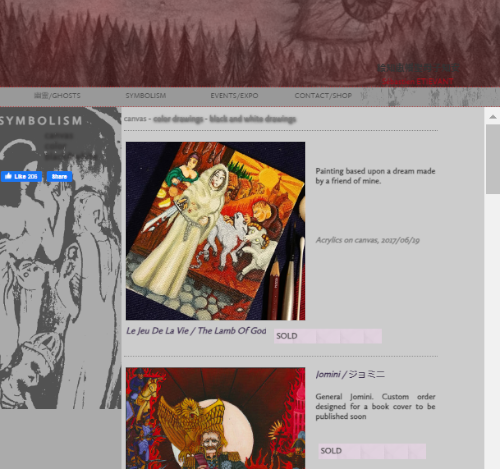 幽霊/GHOSTS SYMBOLISM EVENTS/EXPO CONTACT/SHOP
SYMBOLISM
canvas
color
Like 206 Share
canvas - color drawings - black and white drawings
Painting based upon a dream made
by a friend of mine.
Acrylics on canvas, 2017/06/19
Le Jeu De La Vie / The Lamb Of God
SOLD
Jomini / ジョミニ
General Jomini. Custom order
designed for a book cover to be
published soon
SOLD